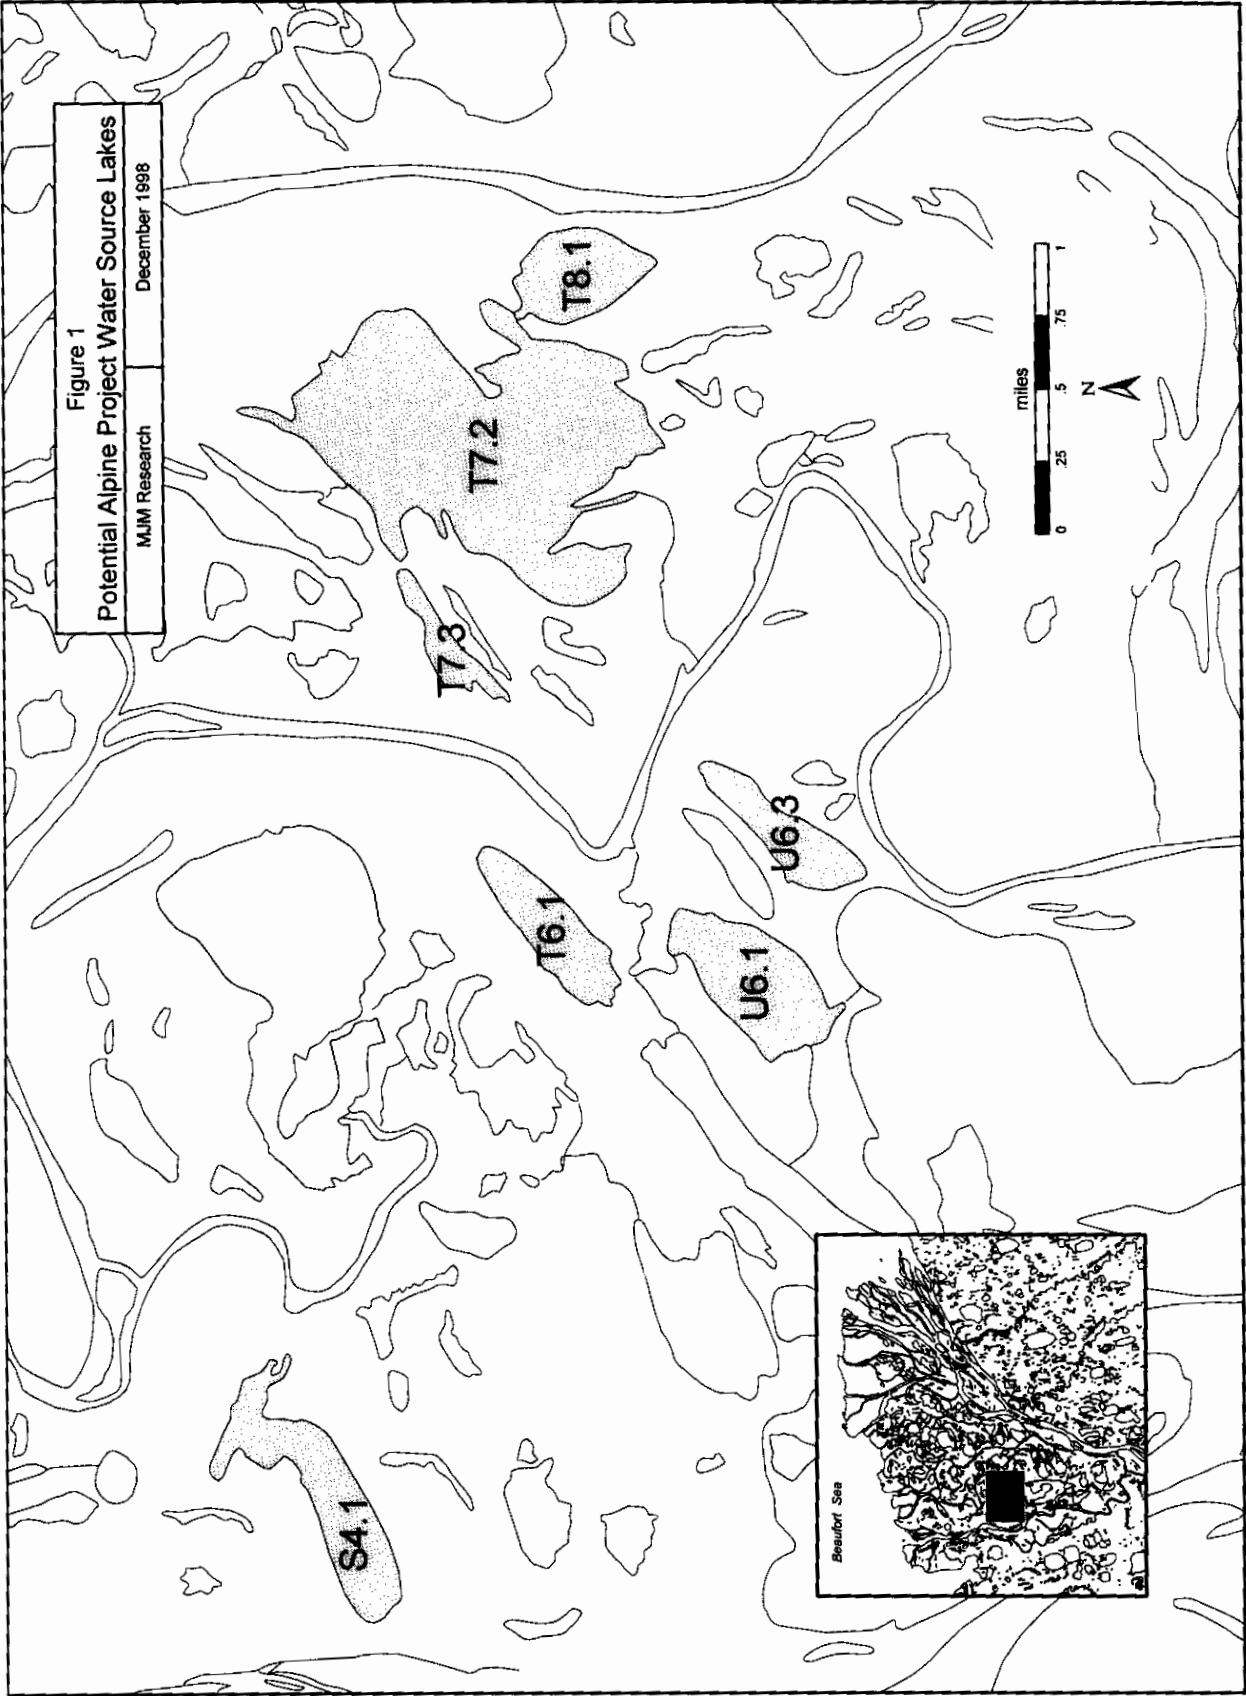 Figure 1
Potential Alpine Project Water Source Lakes
MJM Research
December 1998
S4.1
T6.1
T7.3
T7.2
T8.1
U6.1
U6.3
miles
0 .25 .5 .75 1
N
Beaufort Sea